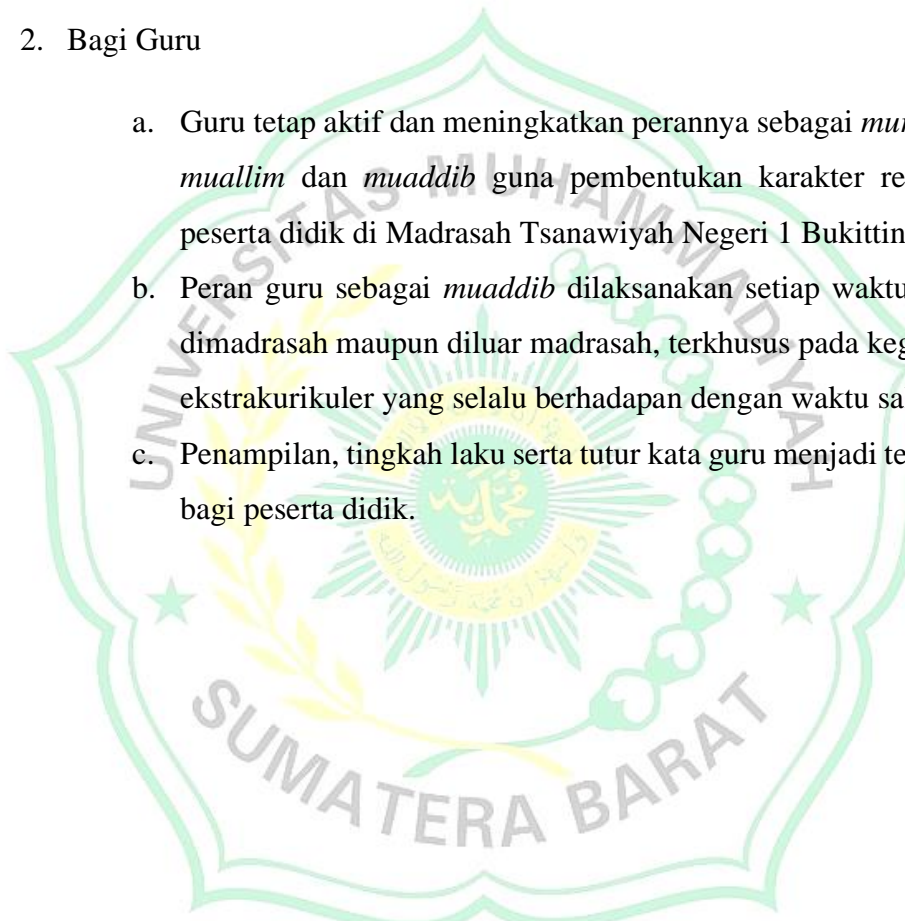 2. Bagi Guru
a. Guru tetap aktif dan meningkatkan perannya sebagai
muallim dan muaddib guna pembentukan karakter
peserta didik di Madrasah Tsanawiyah Negeri 1
b. Peran guru sebagai muaddib dilaksanakan setiap waktu
dimadrasah maupun diluar madrasah, terkhusus pada
ekstrakurikuler yang selalu berhadapan dengan waktu
c. Penampilan, tingkah laku serta tutur kata guru menjadi
bagi peserta didik.
UNIVERSITAS MUHAMMADIYAH
SUMATERA BARAT